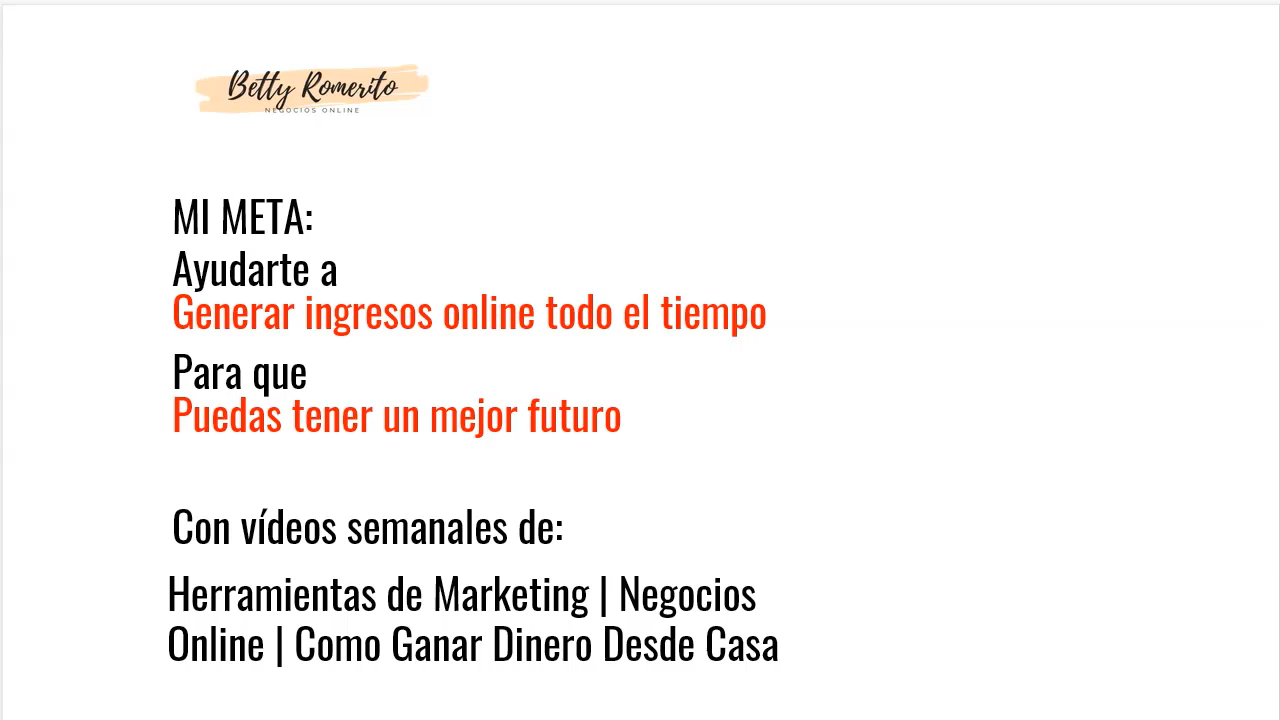 Betty Romerito
NEGOCIOS ONLINE
MI META:
Ayudarte a
Generar ingresos online todo el tiempo
Para que
Puedas tener un mejor futuro
Con vídeos semanales de:
Herramientas de Marketing | Negocios
Online | Como Ganar Dinero Desde Casa